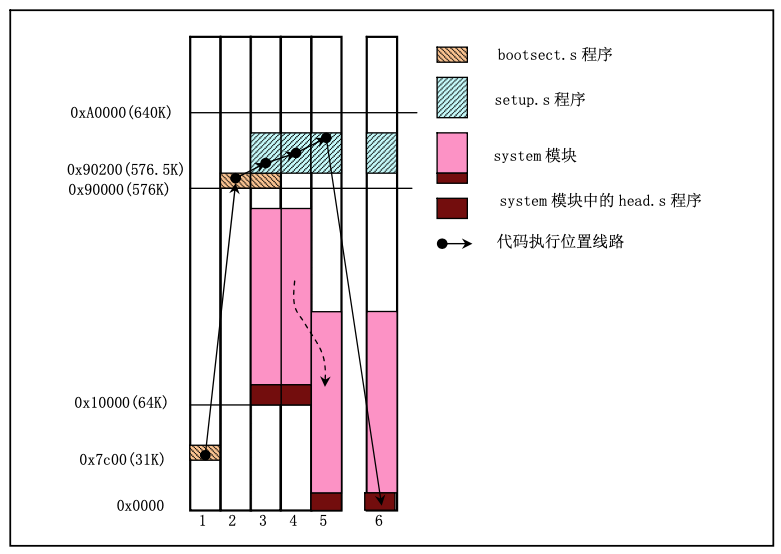 bootsect.s 程序
setup.s 程序
system 模块
system 模块中的 head.s 程序
代码执行位置线路
0xA0000(640K)
0x90200(576.5K)
0x90000(576K)
0x10000(64K)
0x7c00(31K)
0x0000
1 2 3 4 5 6